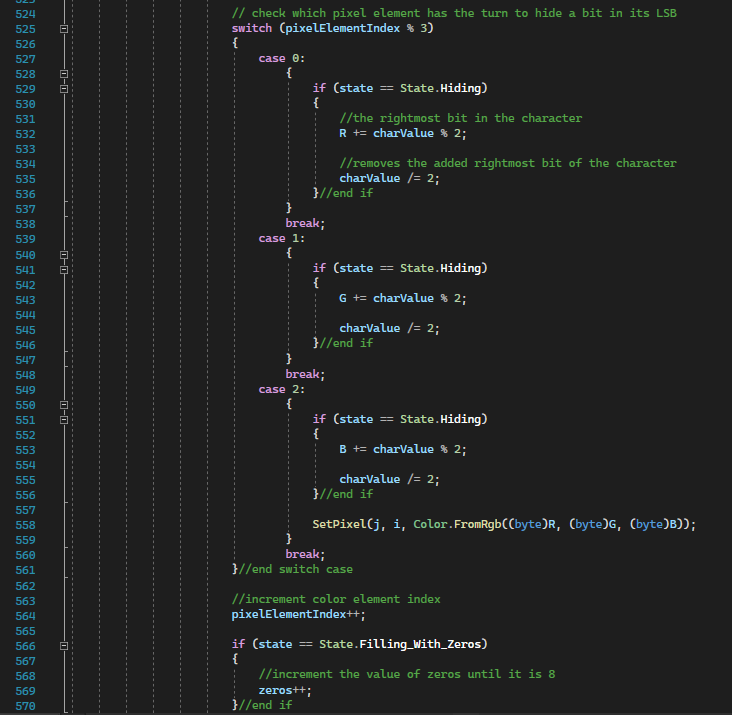 523
524 // check which pixel element has the turn to hide a bit in its LSB
525 switch (pixelElementIndex % 3)
526 {
527 case 0:
528 {
529 if (state == State.Hiding)
530 {
531 //the rightmost bit in the character
532 R += charValue % 2;
533
534 //removes the added rightmost bit of the character
535 charValue /= 2;
536 }//end if
537 }
538 break;
539 case 1:
540 {
541 if (state == State.Hiding)
542 {
543 G += charValue % 2;
544
545 charValue /= 2;
546 }//end if
547 }
548 break;
549 case 2:
550 {
551 if (state == State.Hiding)
552 {
553 B += charValue % 2;
554
555 charValue /= 2;
556 }//end if
557
558 SetPixel(j, i, Color.FromRgb((byte)R, (byte)G, (byte)B));
559 }
560 break;
561 }//end switch case
562
563 //increment color element index
564 pixelElementIndex++;
565
566 if (state == State.Filling_With_Zeros)
567 {
568 //increment the value of zeros until it is 8
569 zeros++;
570 }//end if